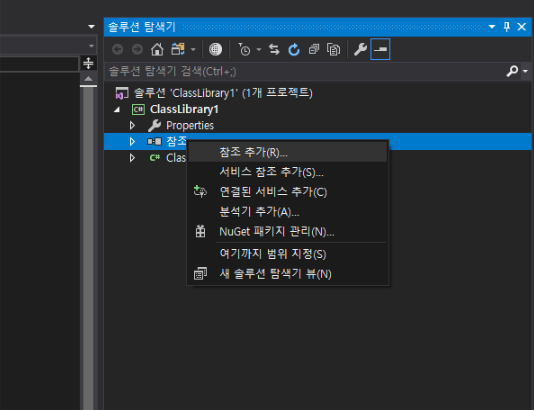 솔루션 탐색기
솔루션 탐색기 검색(Ctrl+;)
솔루션 'ClassLibrary1' (1개 프로젝트)
C# ClassLibrary1
Properties
참조
C# Clas
참조 추가(R)...
서비스 참조 추가(S)...
연결된 서비스 추가(C)
분석기 추가(A)...
NuGet 패키지 관리(N)...
여기까지 범위 지정(S)
새 솔루션 탐색기 뷰(N)